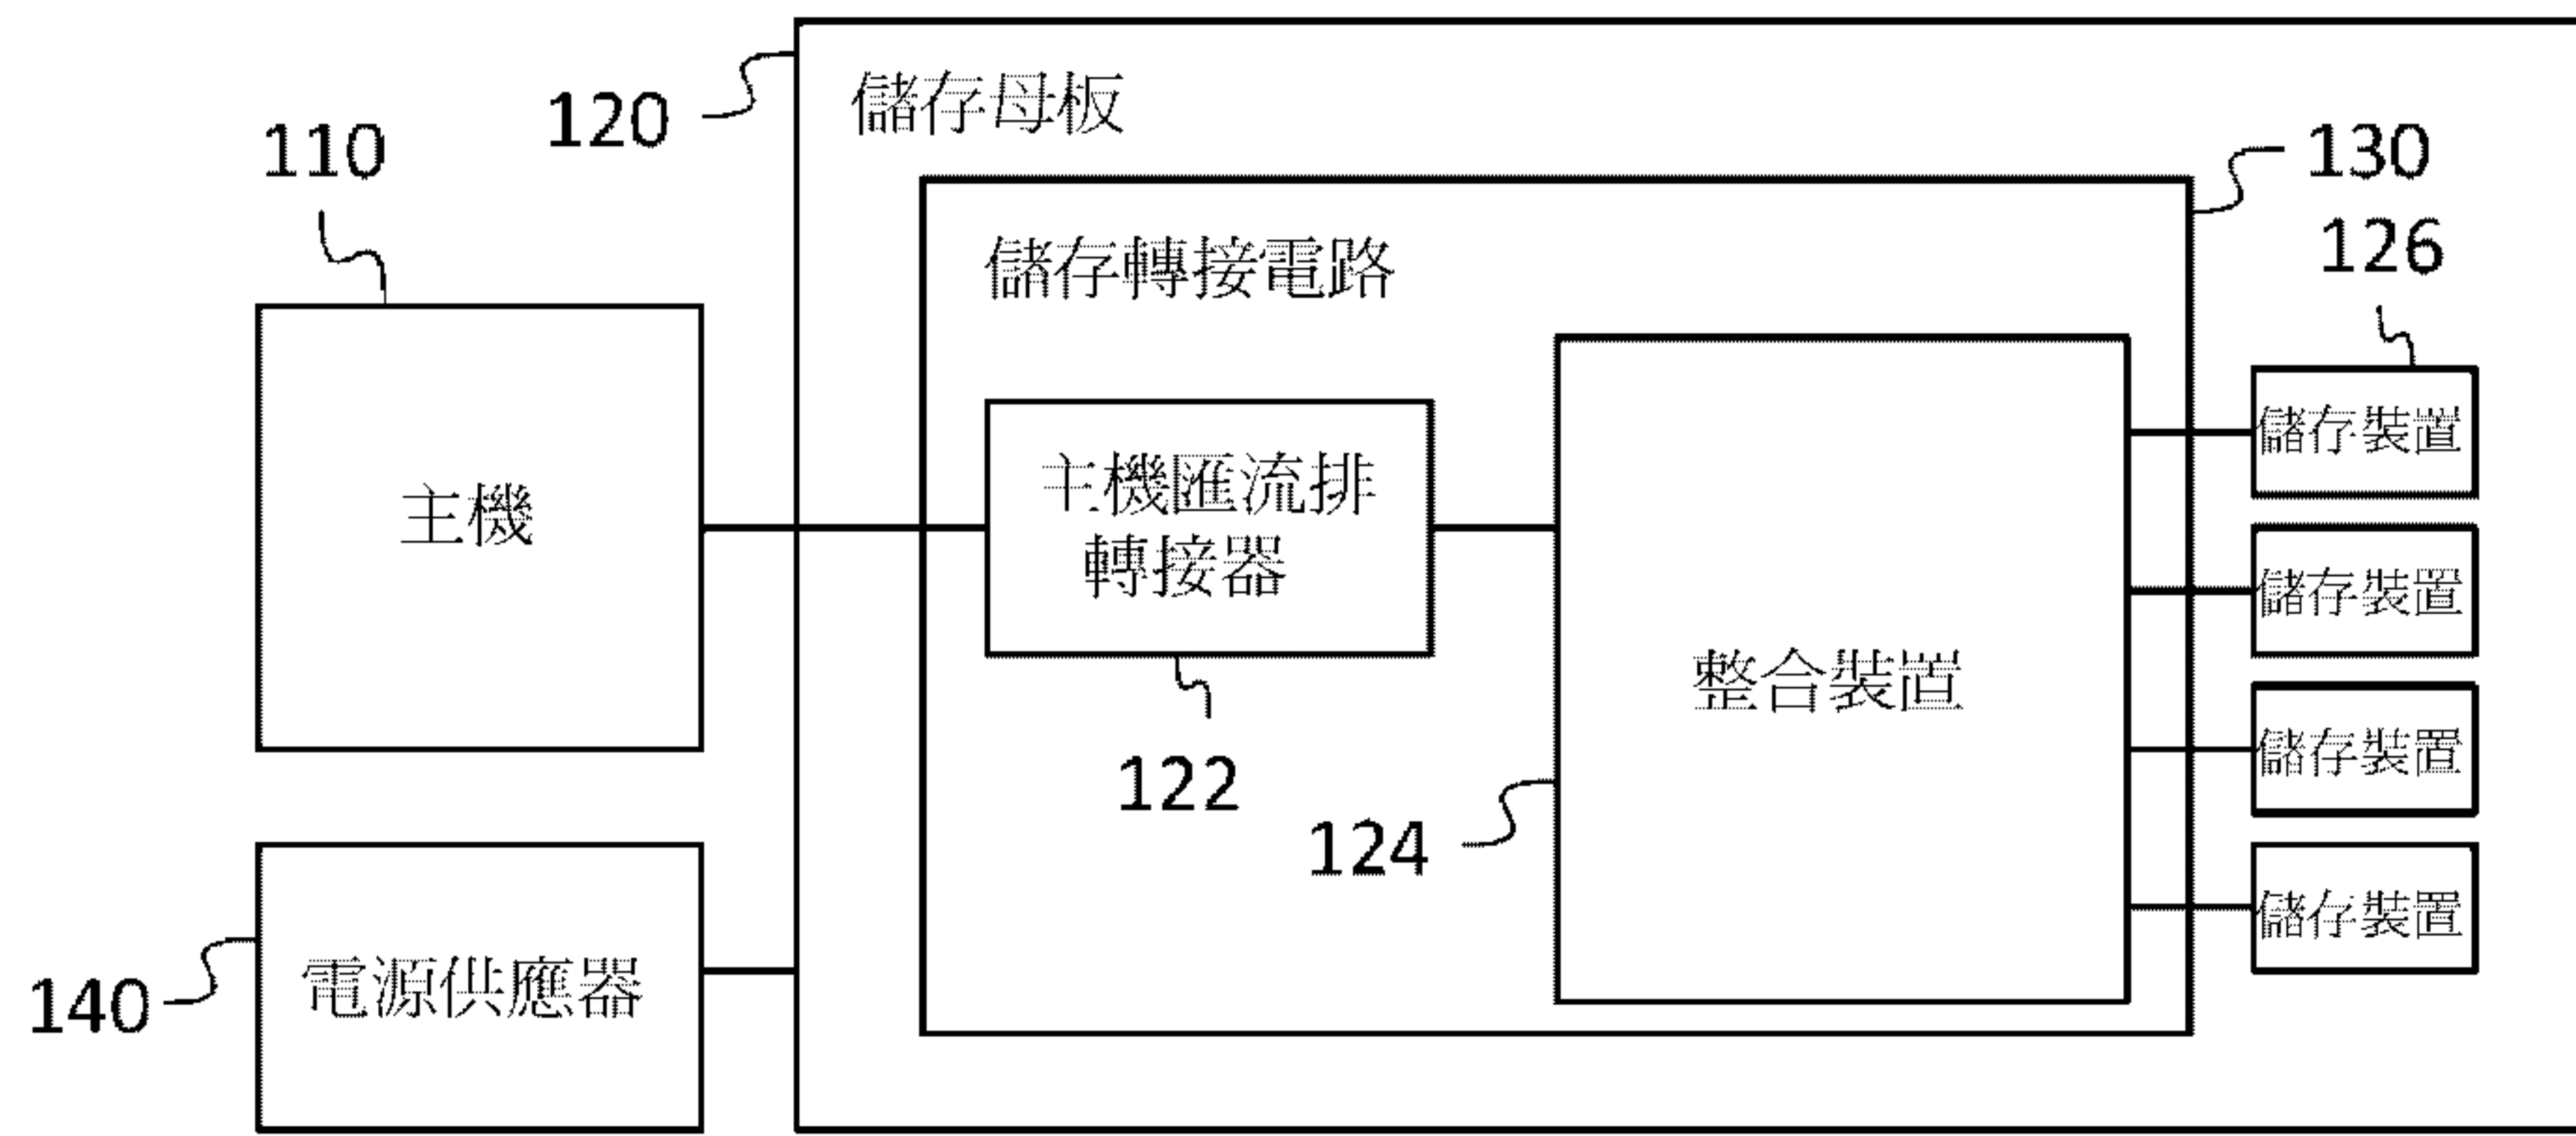 120
儲存母板
110
130
儲存轉接電路
126
主機
主機匯流排
轉接器
儲存裝置
儲存裝置
整合裝置
122
儲存裝置
124
儲存裝置
140
電源供應器